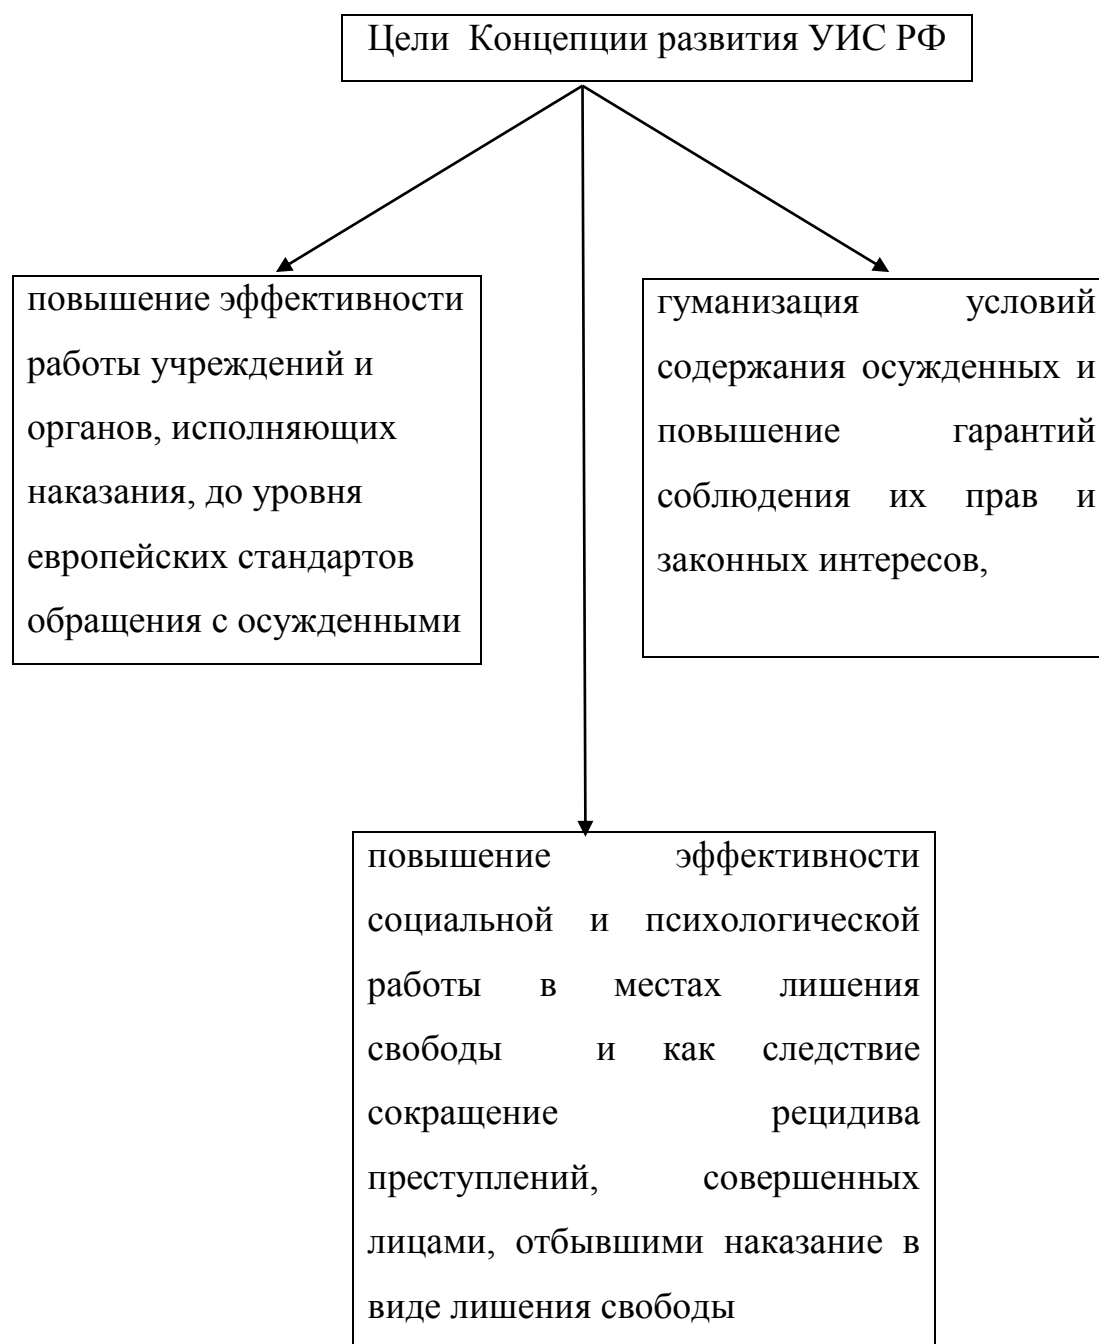 Цели Концепции развития УИС РФ
повышение эффективности
работы учреждений и
органов, исполняющих
наказания, до уровня
европейских стандартов
обращения с осужденными
гуманизация условий
содержания осужденных и
повышение гарантий
соблюдения их прав и
законных интересов,
повышение эффективности
социальной и психологической
работы в местах лишения
свободы и как следствие
сокращение рецидива
преступлений, совершенных
лицами, отбывшими наказание в
виде лишения свободы